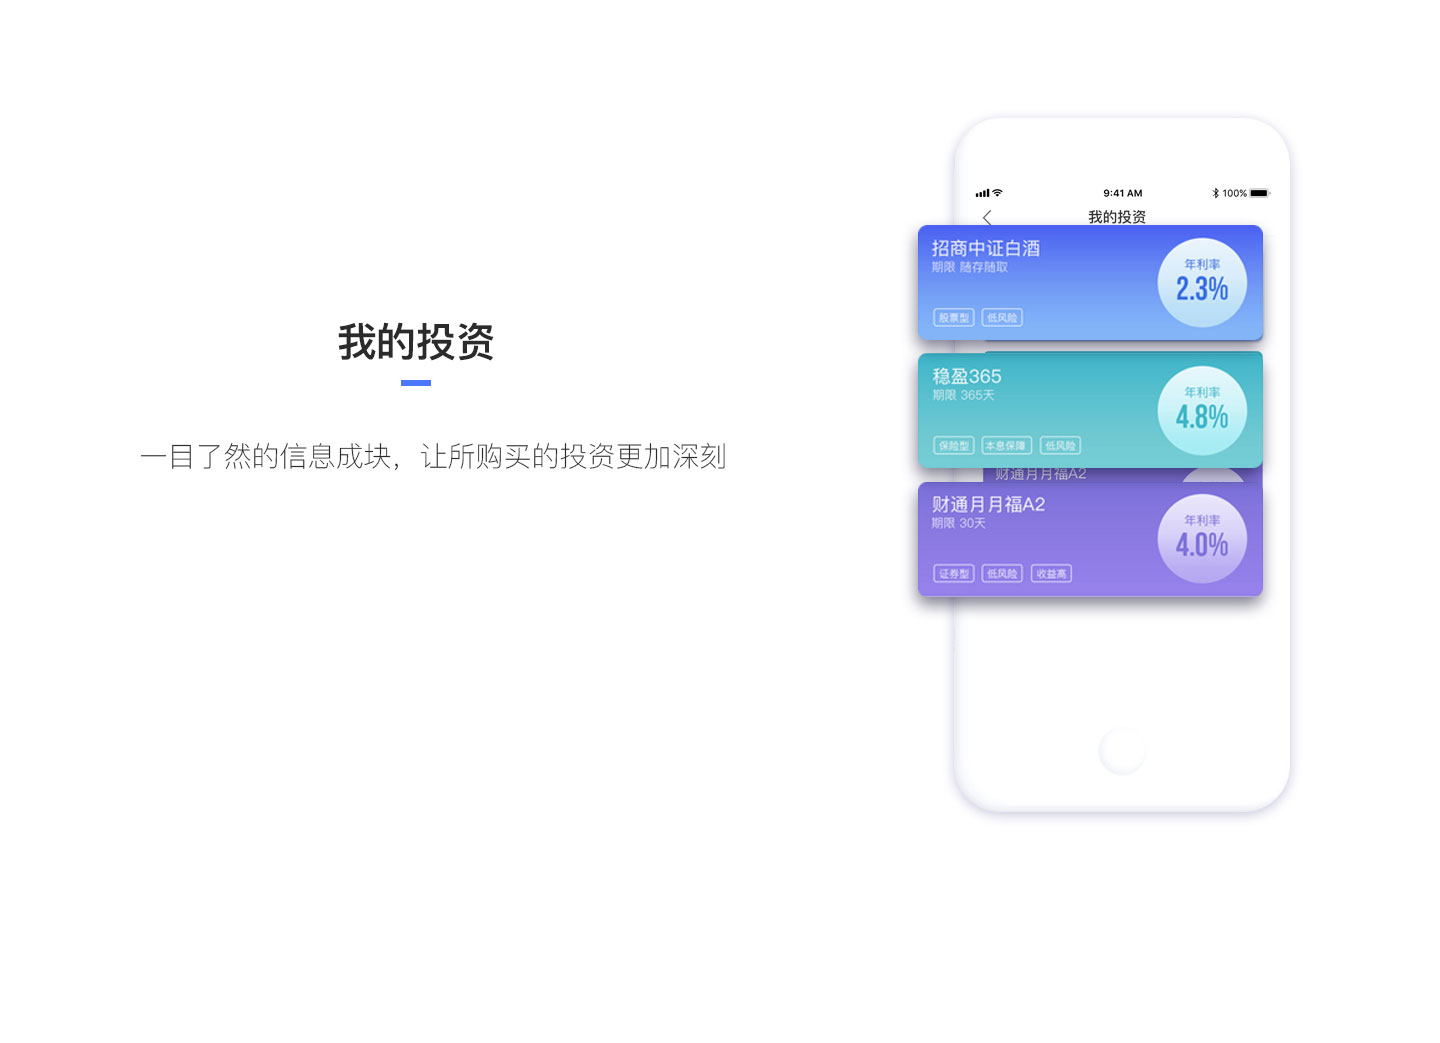 我的投资
一目了然的信息成块，让所购买的投资更加深刻
9:41 AM
100%
我的投资
招商中证白酒
期限 随存随取
年利率
2.3%
股票型 低风险
稳盈365
期限 365天
年利率
4.8%
保险型 本息保障 低风险
财通月月福A2
财通月月福A2
期限 30天
年利率
4.0%
证券型 低风险 收益高